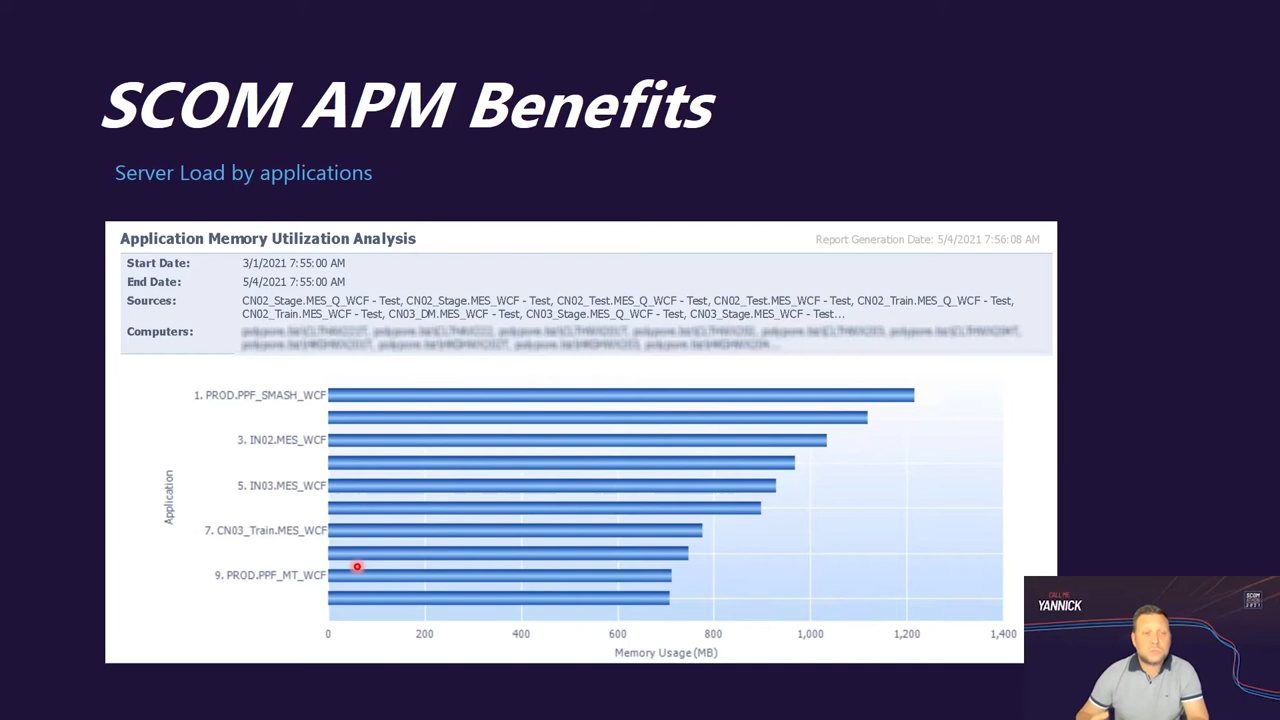 SCOM APM Benefits
Server Load by applications
Application Memory Utilization Analysis
Report Generation Date: 5/4/2021 7:56:08 AM
Start Date: 3/1/2021 7:55:00 AM
End Date: 5/4/2021 7:55:00 AM
Sources: CN02_Stage.MES_Q_WCF - Test, CN02_Stage.MES_WCF - Test, CN02_Test.MES_Q_WCF - Test, CN02_Test.MES_WCF - Test, CN02_Train.MES_Q_WCF - Test,
CN02_Train.MES_WCF - Test, CN03_DM.MES_WCF - Test, CN03_Stage.MES_Q_WCF - Test, CN03_Stage.MES_WCF - Test...
Computers:
1. PROD.PPF_SMASH_WCF
3. IN02.MES_WCF
5. IN03.MES_WCF
7. CN03_Train.MES_WCF
9. PROD.PPF_MT_WCF
Application
0 200 400 600 800 1,000 1,200 1,400
Memory Usage (MB)
CALL ME
YANNICK
SCOM
2021